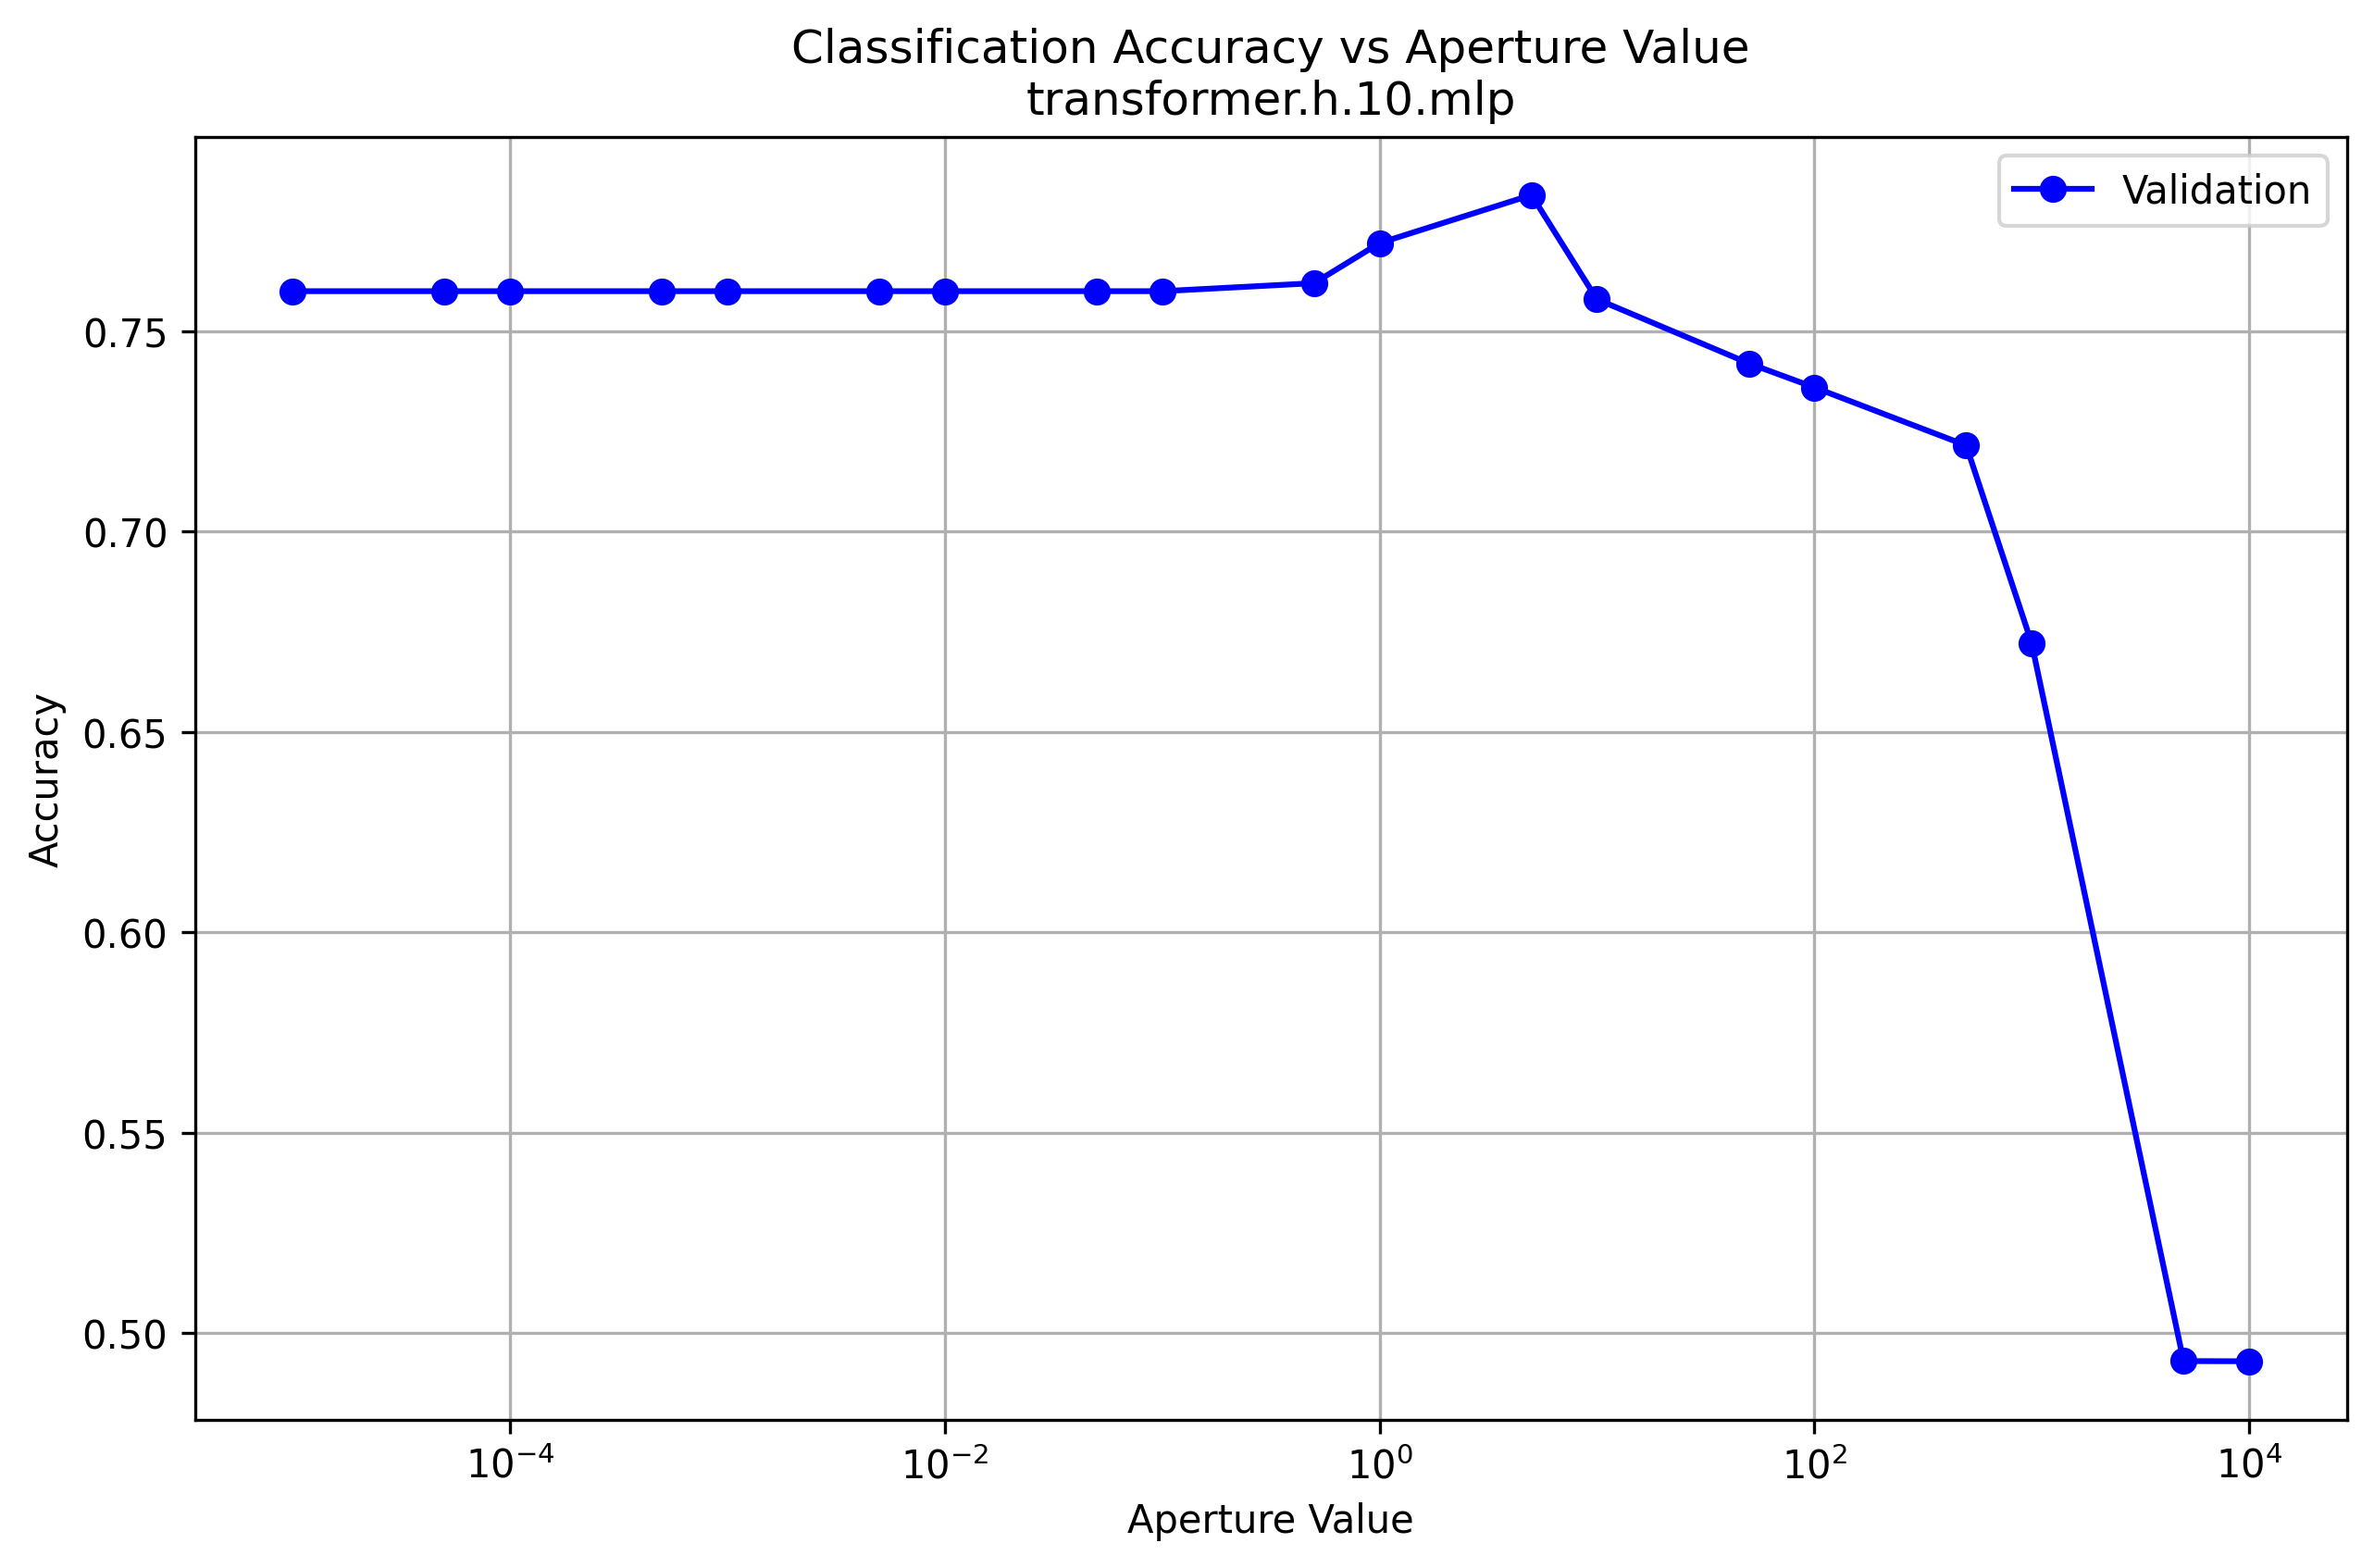 Classification Accuracy vs Aperture Value
transformer.h.10.mlp
Validation
0.75
0.70
0.65
0.60
0.55
0.50
Accuracy
10⁻⁴ 10⁻² 10⁰ 10² 10⁴
Aperture Value